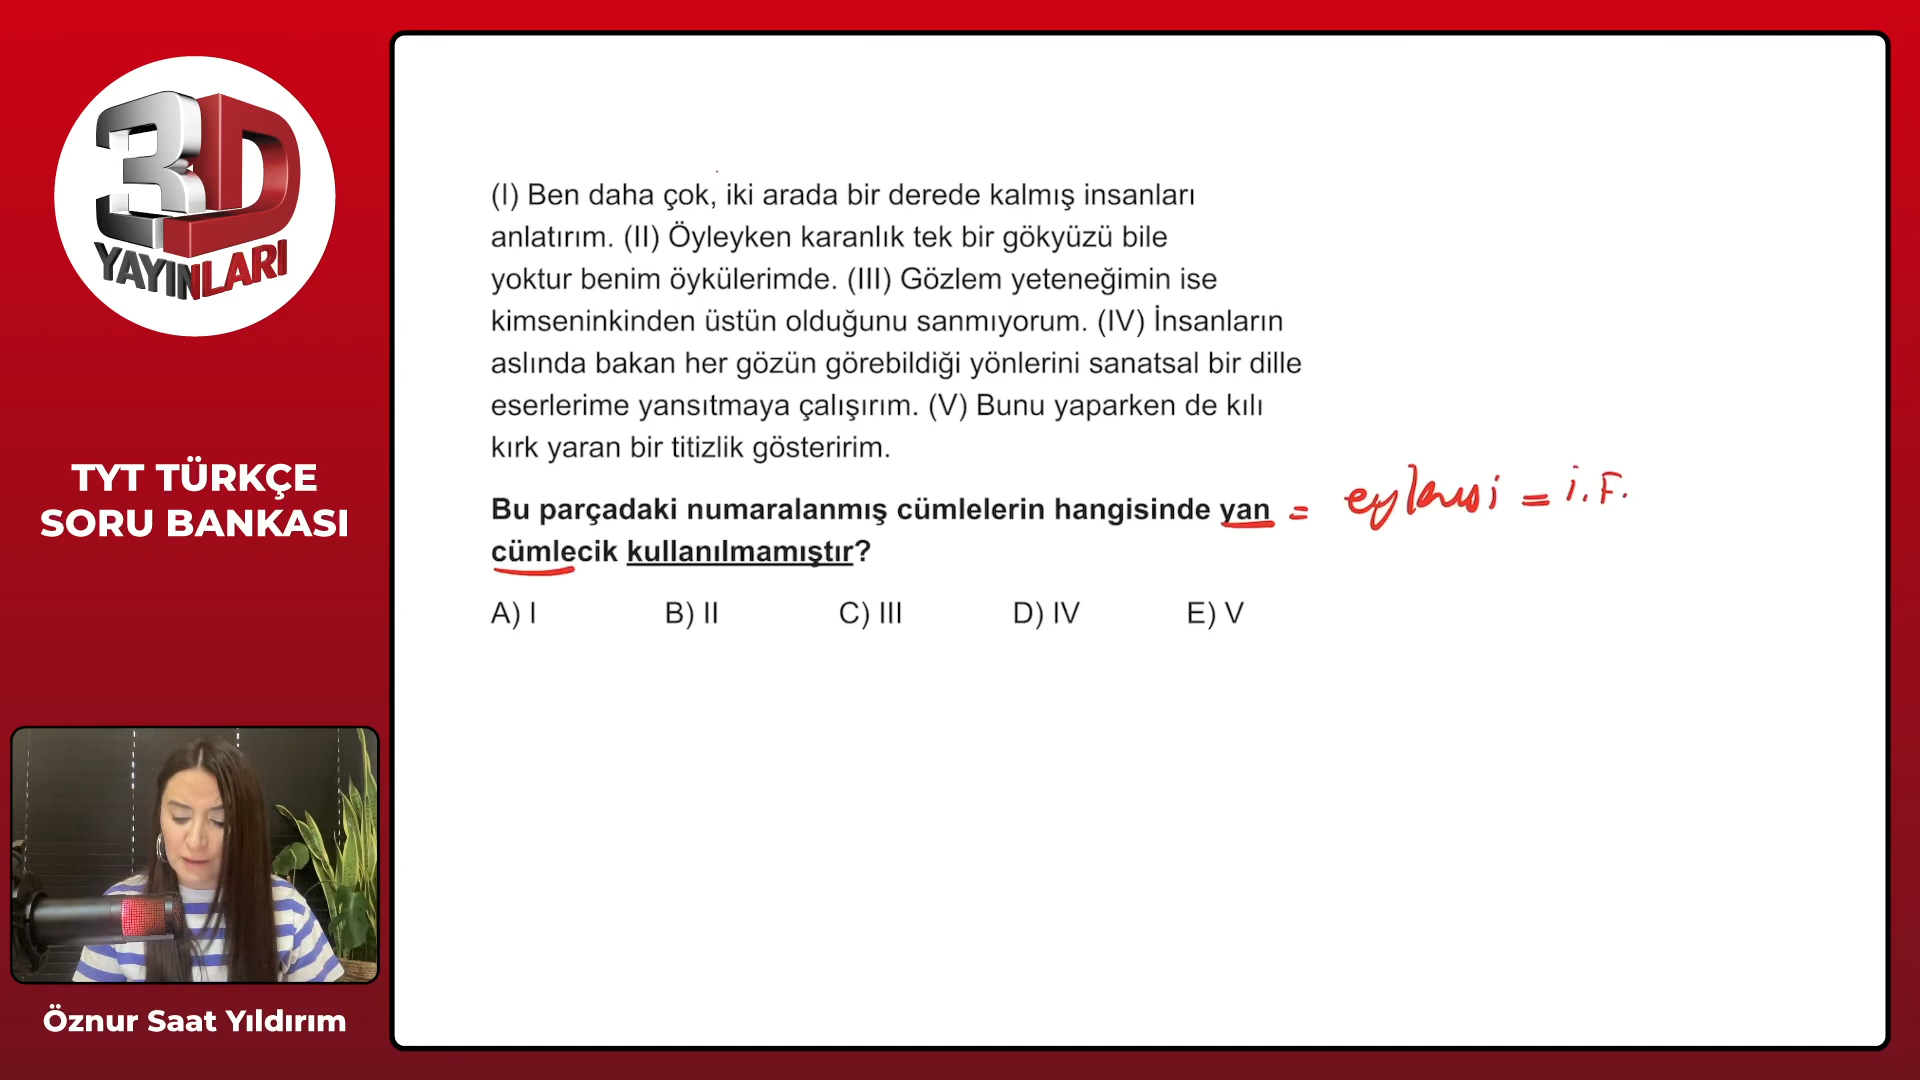 3D
YAYINLARI
TYT TÜRKÇE
SORU BANKASI
Öznur Saat Yıldırım
(I) Ben daha çok, iki arada bir derede kalmış insanları
anlatırım. (II) Öyleyken karanlık tek bir gökyüzü bile
yoktur benim öykülerimde. (III) Gözlem yeteneğimin ise
kimseninkinden üstün olduğunu sanmıyorum. (IV) İnsanların
aslında bakan her gözün görebildiği yönlerini sanatsal bir dille
eserlerime yansıtmaya çalışırım. (V) Bunu yaparken de kılı
kırk yaran bir titizlik gösteririm.
Bu parçadaki numaralanmış cümlelerin hangisinde yan = eylemsi = i.F.
cümlecik kullanılmamıştır?
A) I B) II C) III D) IV E) V